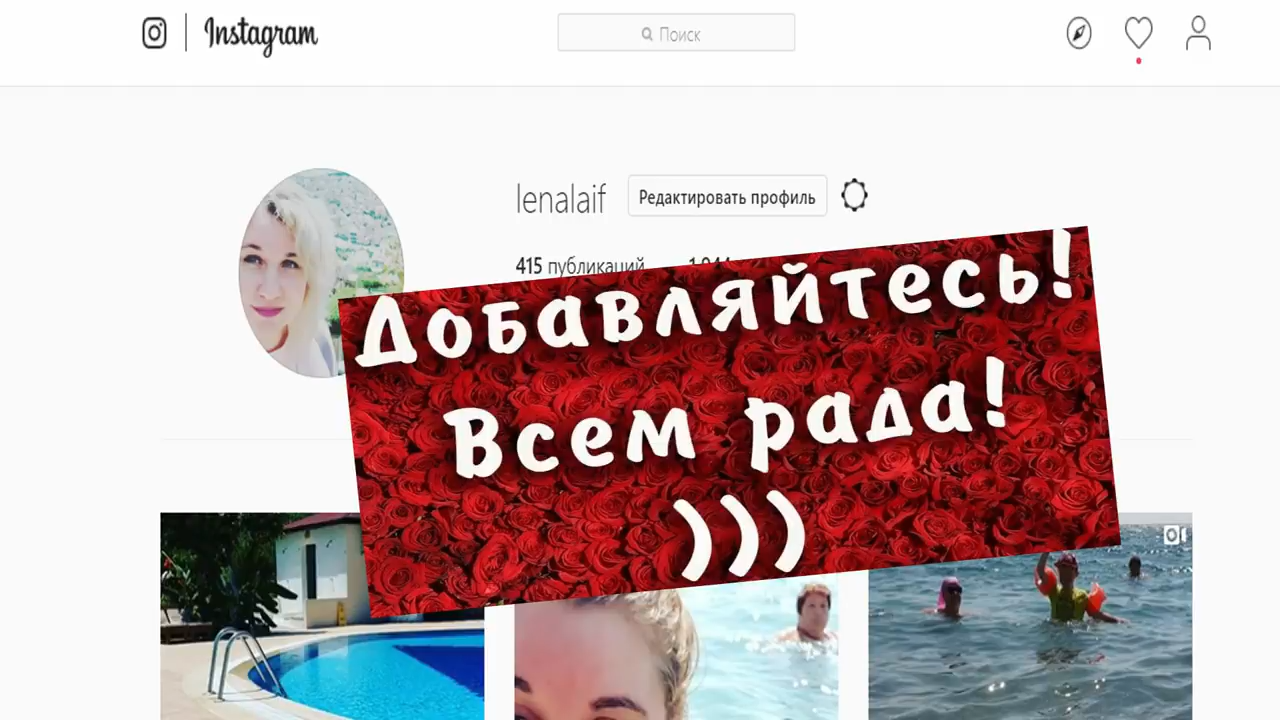 Instagram
Поиск
lenalaif
Редактировать профиль
415 публикаций
Добавляйтесь!
Всем рада!
)))